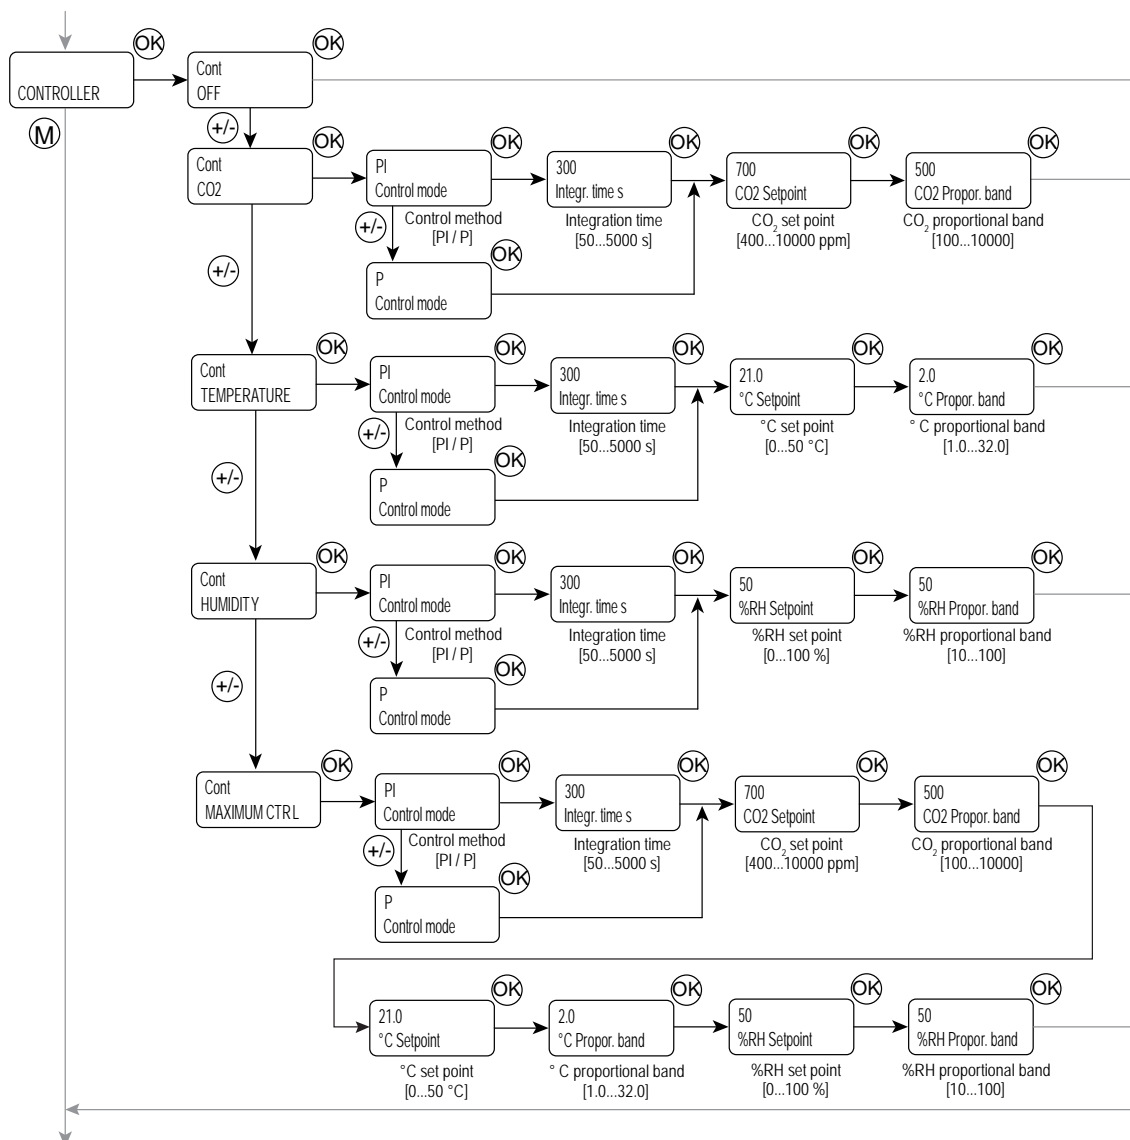 OK
OK
Cont
OFF
CONTROLLER
M
+/-
OK
OK
OK
OK
OK
Cont
CO2
PI
Control mode
300
Integr. time s
700
CO2 Setpoint
500
CO2 Propor. band
+/-
Control method
[PI / P]
Integration time
[50...5000 s]
CO2 set point
[400...10000 ppm]
CO2 proportional band
[100...10000]
OK
+/-
P
Control mode
OK
OK
OK
OK
OK
Cont
TEMPERATURE
PI
Control mode
300
Integr. time s
21.0
°C Setpoint
2.0
°C Propor. band
+/-
Control method
[PI / P]
Integration time
[50...5000 s]
°C set point
[0...50 °C]
° C proportional band
[1.0...32.0]
OK
+/-
P
Control mode
OK
OK
OK
OK
OK
Cont
HUMIDITY
PI
Control mode
300
Integr. time s
50
%RH Setpoint
50
%RH Propor. band
+/-
Control method
[PI / P]
Integration time
[50...5000 s]
%RH set point
[0...100 %]
%RH proportional band
[10...100]
OK
+/-
P
Control mode
OK
OK
OK
OK
OK
Cont
MAXIMUM CTRL
PI
Control mode
300
Integr. time s
700
CO2 Setpoint
500
CO2 Propor. band
+/-
Control method
[PI / P]
Integration time
[50...5000 s]
CO2 set point
[400...10000 ppm]
CO2 proportional band
[100...10000]
OK
P
Control mode
OK
OK
OK
OK
21.0
°C Setpoint
2.0
°C Propor. band
50
%RH Setpoint
50
%RH Propor. band
°C set point
[0...50 °C]
° C proportional band
[1.0...32.0]
%RH set point
[0...100 %]
%RH proportional band
[10...100]